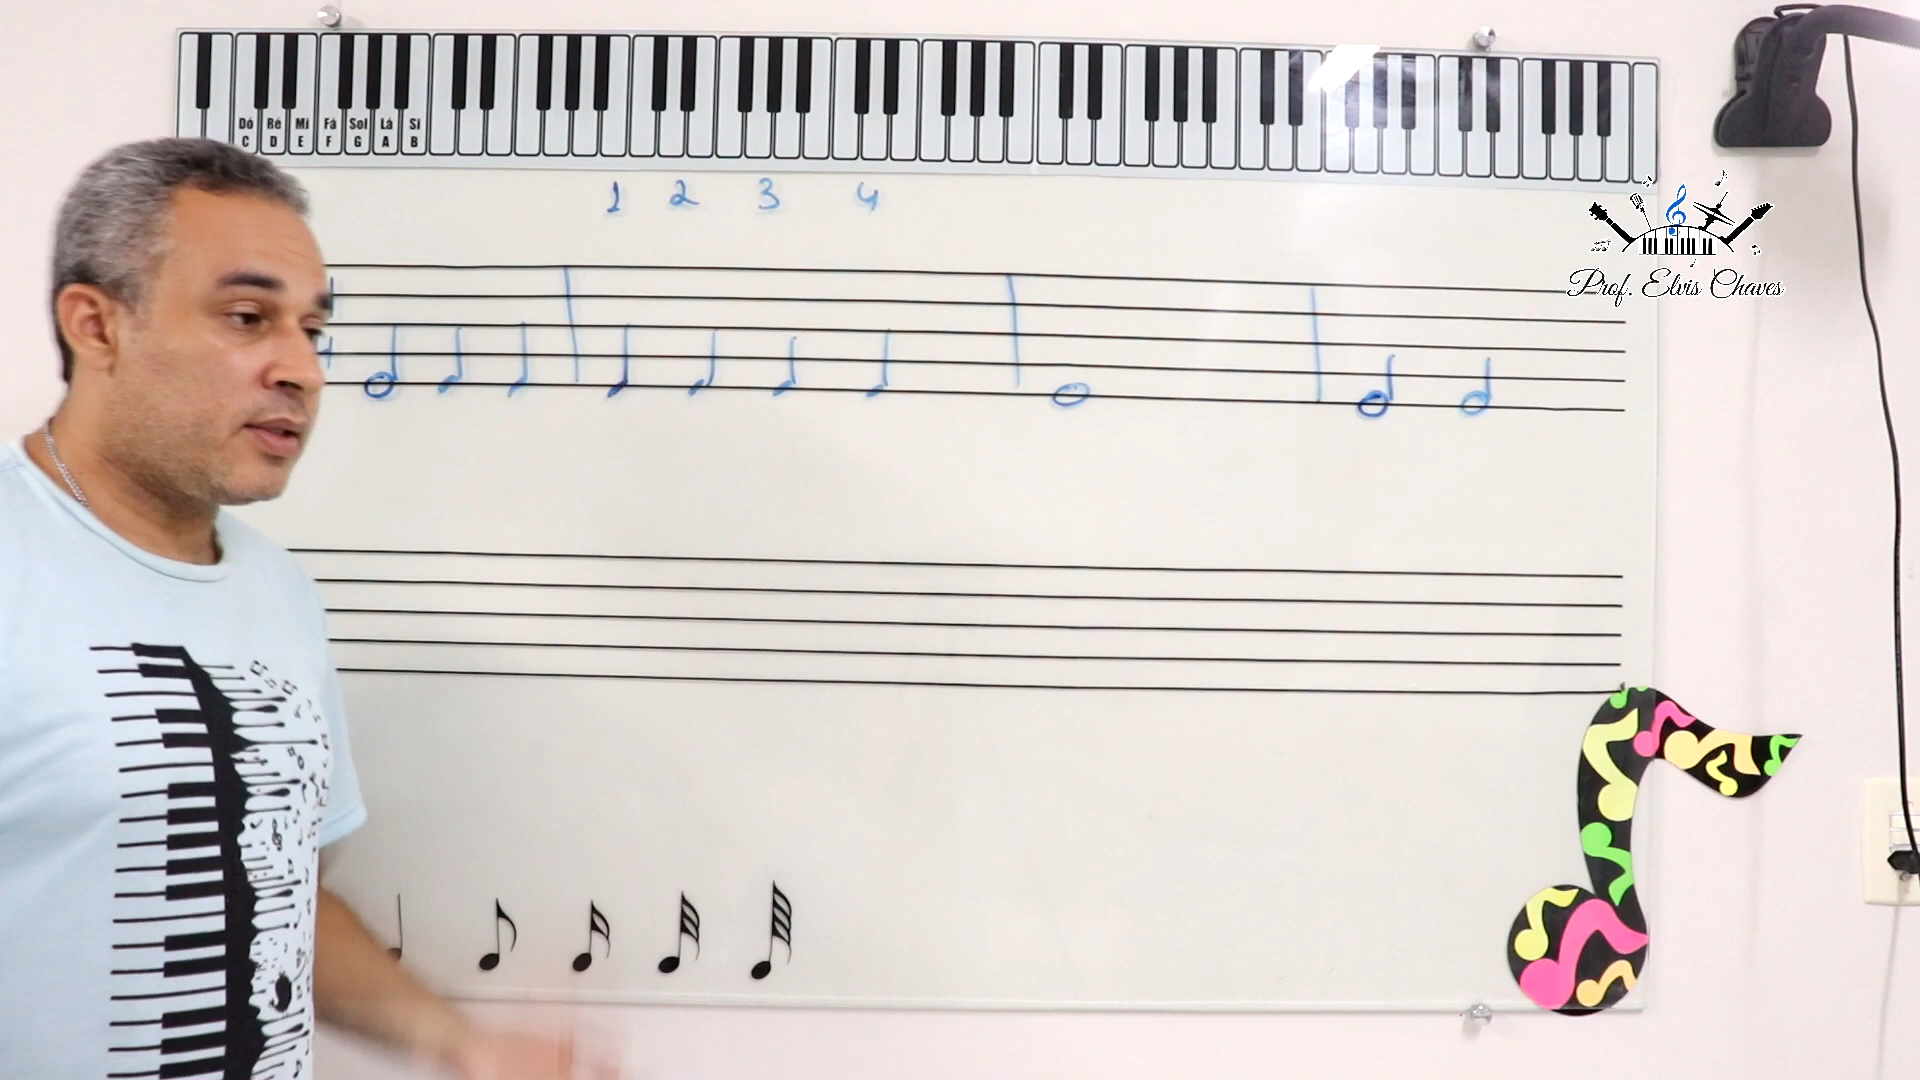 Dó Ré Mi Fá Sol Lá Si
C D E F G A B
1 2 3 4
Prof. Elvis Chaves